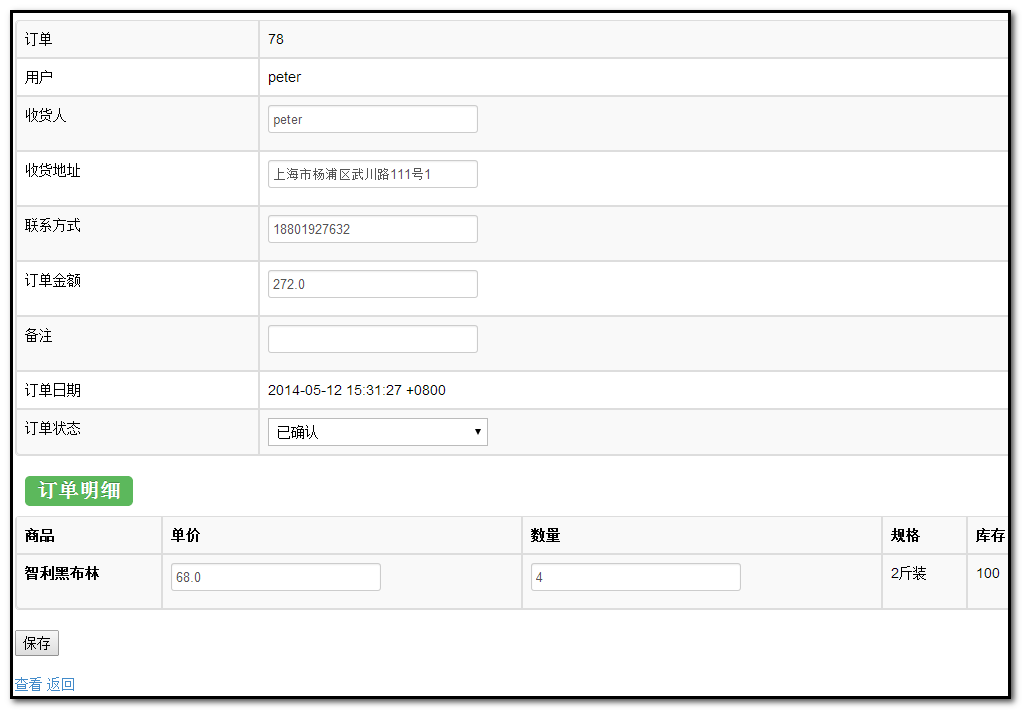 订单 78
用户 peter
收货人 peter
收货地址 上海市杨浦区武川路111号1
联系方式 18801927632
订单金额 272.0
备注
订单日期 2014-05-12 15:31:27 +0800
订单状态 已确认
订单明细
商品 单价 数量 规格 库存
智利黑布林 68.0 4 2斤装 100
保存
查看 返回